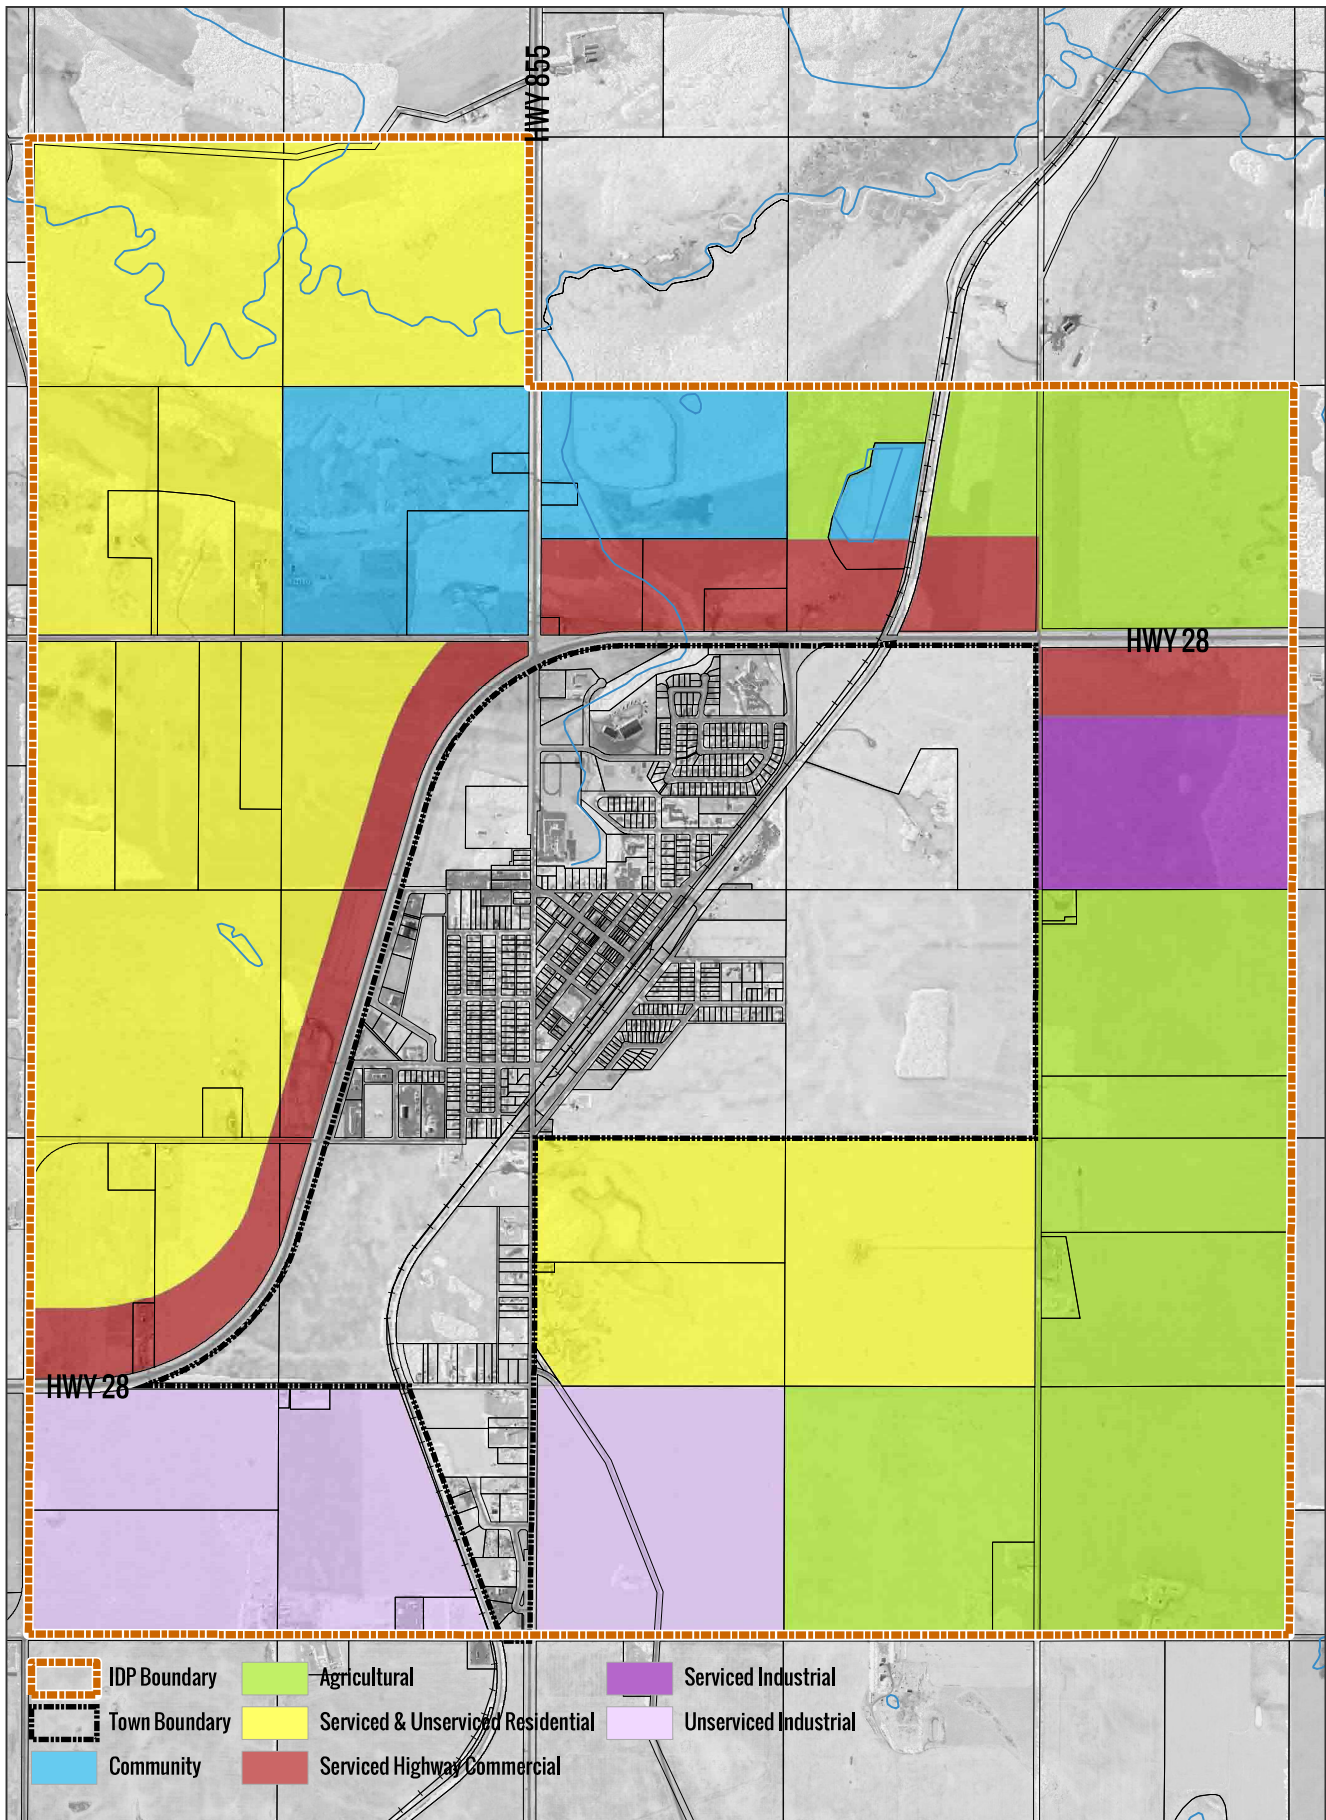 HWY 855
HWY 28
HWY 28
IDP Boundary
Town Boundary
Community
Agricultural
Serviced & Unserviced Residential
Serviced Highway Commercial
Serviced Industrial
Unserviced Industrial